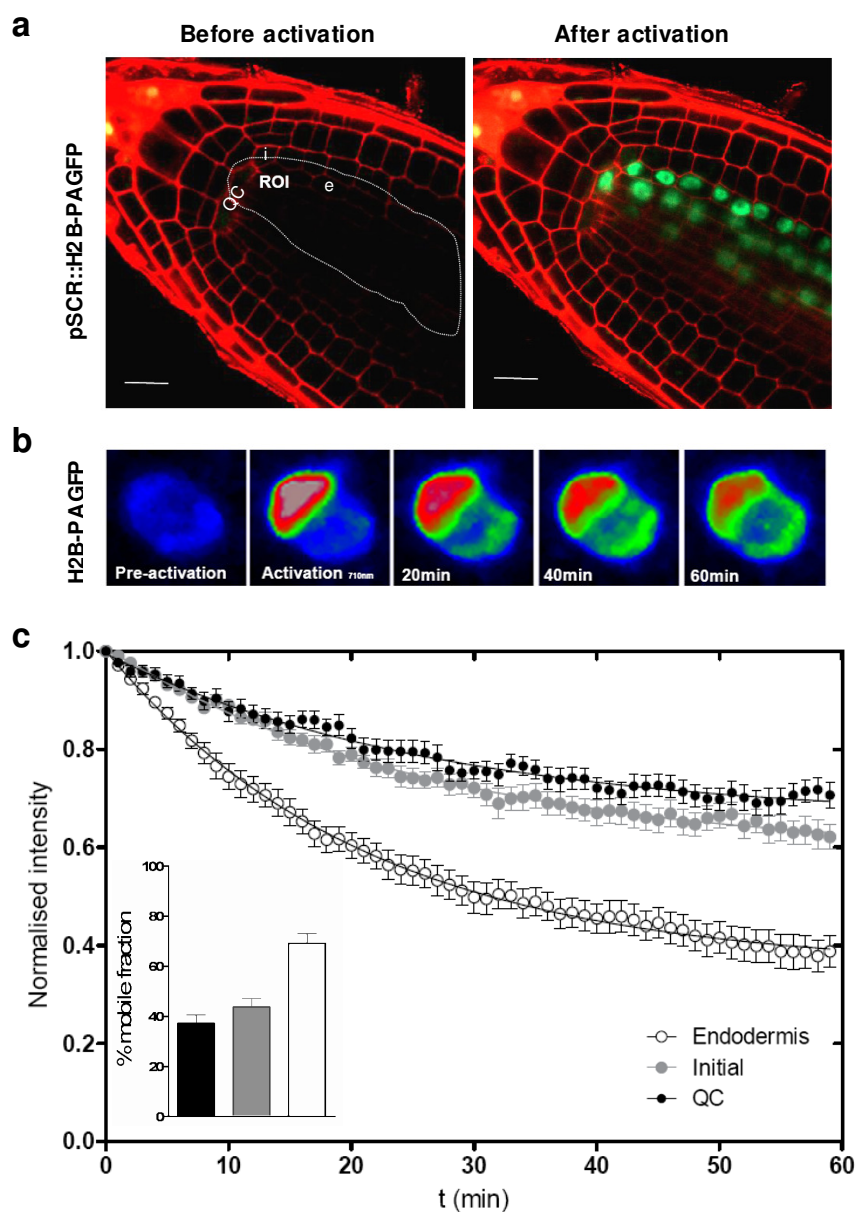 a
Before activation
After activation
pSCR::H2B-PAGFP
i
ROI
e
QC
b
H2B-PAGFP
Pre-activation
Activation 710nm
20min
40min
60min
c
Normalised intensity
1.0
0.8
0.6
0.4
0.2
0.0
% mobile fraction
100
80
60
40
20
0
Endodermis
Initial
QC
0 10 20 30 40 50 60
t (min)